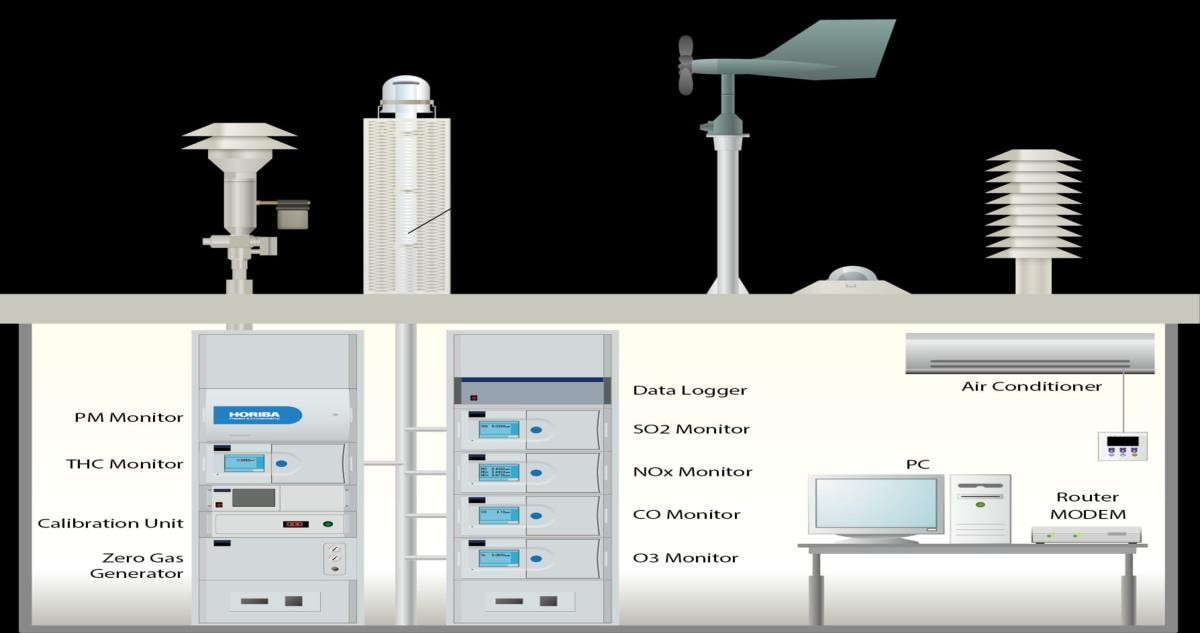 PM Monitor
THC Monitor
Calibration Unit
Zero Gas
Generator
HORIBA
Data Logger
SO2 Monitor
NOx Monitor
CO Monitor
O3 Monitor
Air Conditioner
PC
Router
MODEM